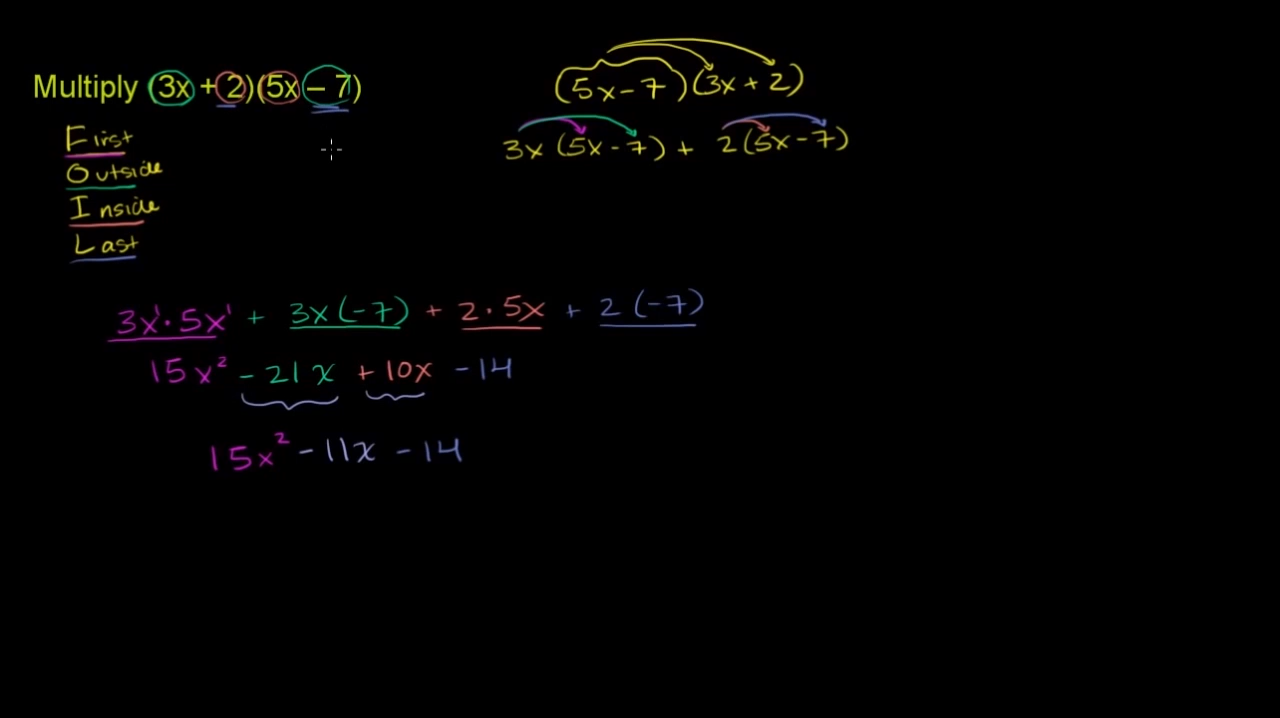 Multiply (3x + 2)(5x – 7)
First
Outside
Inside
Last
(5x-7)(3x+2)
3x(5x-7) + 2(5x-7)
3x¹·5x¹ + 3x(-7) + 2·5x + 2(-7)
15x² -21x +10x -14
15x² -11x -14